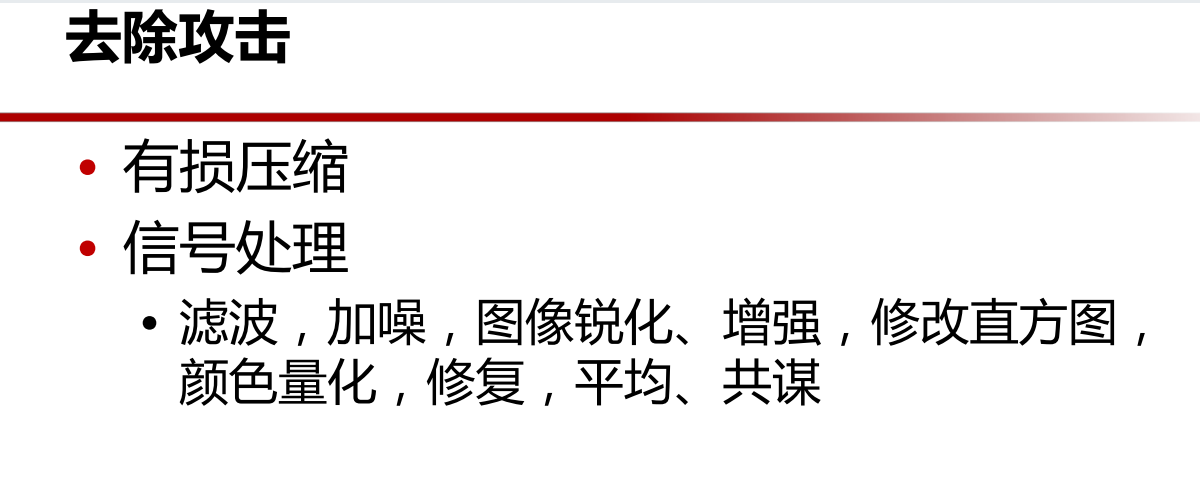 去除攻击
• 有损压缩
• 信号处理
• 滤波，加噪，图像锐化、增强，修改直方图，
颜色量化，修复，平均、共谋